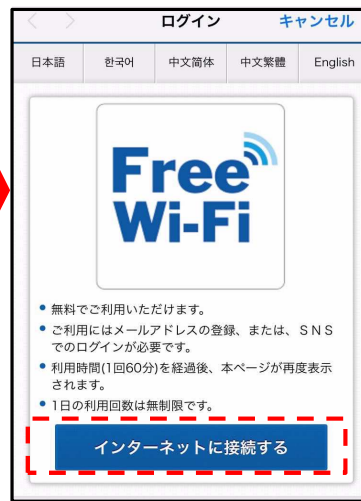 ログイン キャンセル
日本語 한국어 中文简体 中文繁體 English
Free
Wi-Fi
無料でご利用いただけます。
ご利用にはメールアドレスの登録、または、SNS
でのログインが必要です。
利用時間(1回60分)を経過後、本ページが再度表示
されます。
1日の利用回数は無制限です。
インターネットに接続する